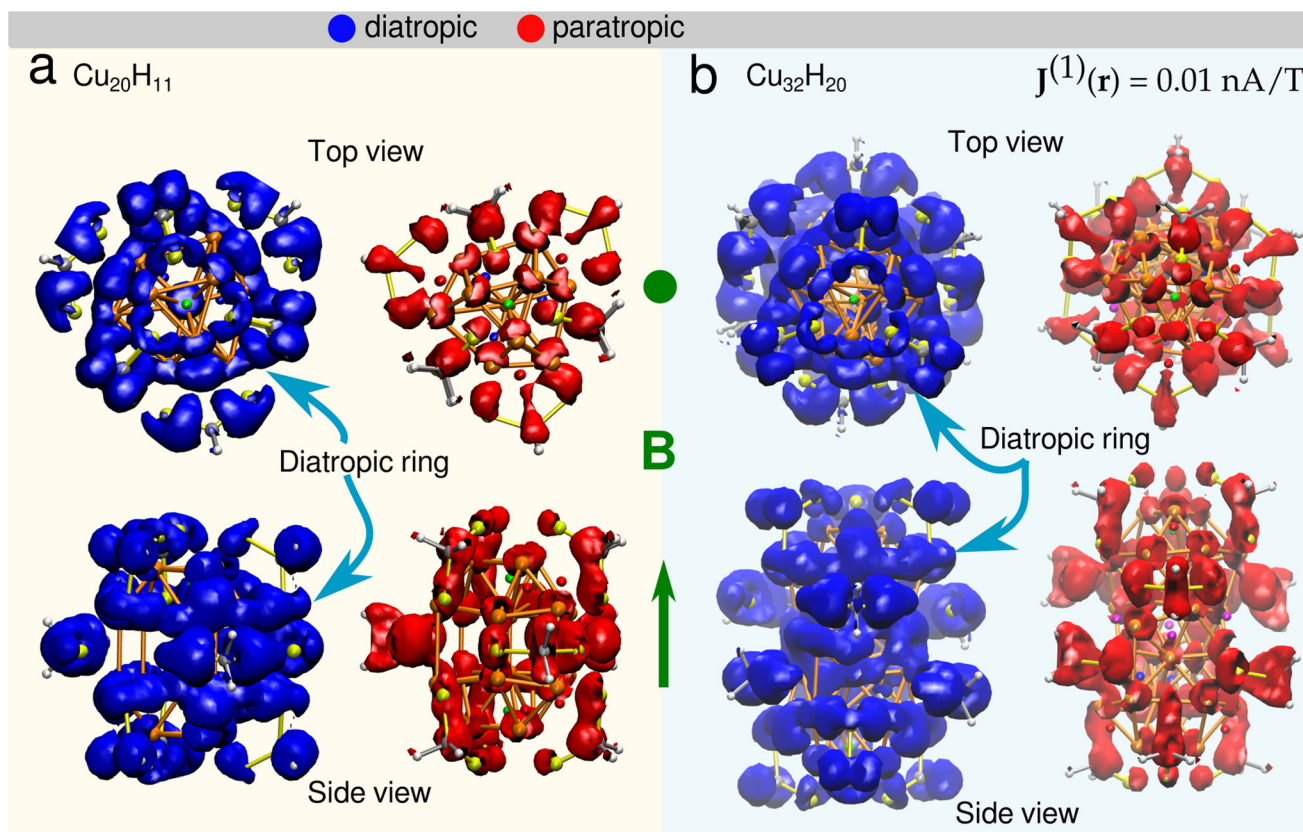 diatropic paratropic
a Cu₂₀H₁₁
b Cu₃₂H₂₀ J⁽¹⁾(r) = 0.01 nA/T
Top view
Top view
Diatropic ring
B
Diatropic ring
Side view
Side view